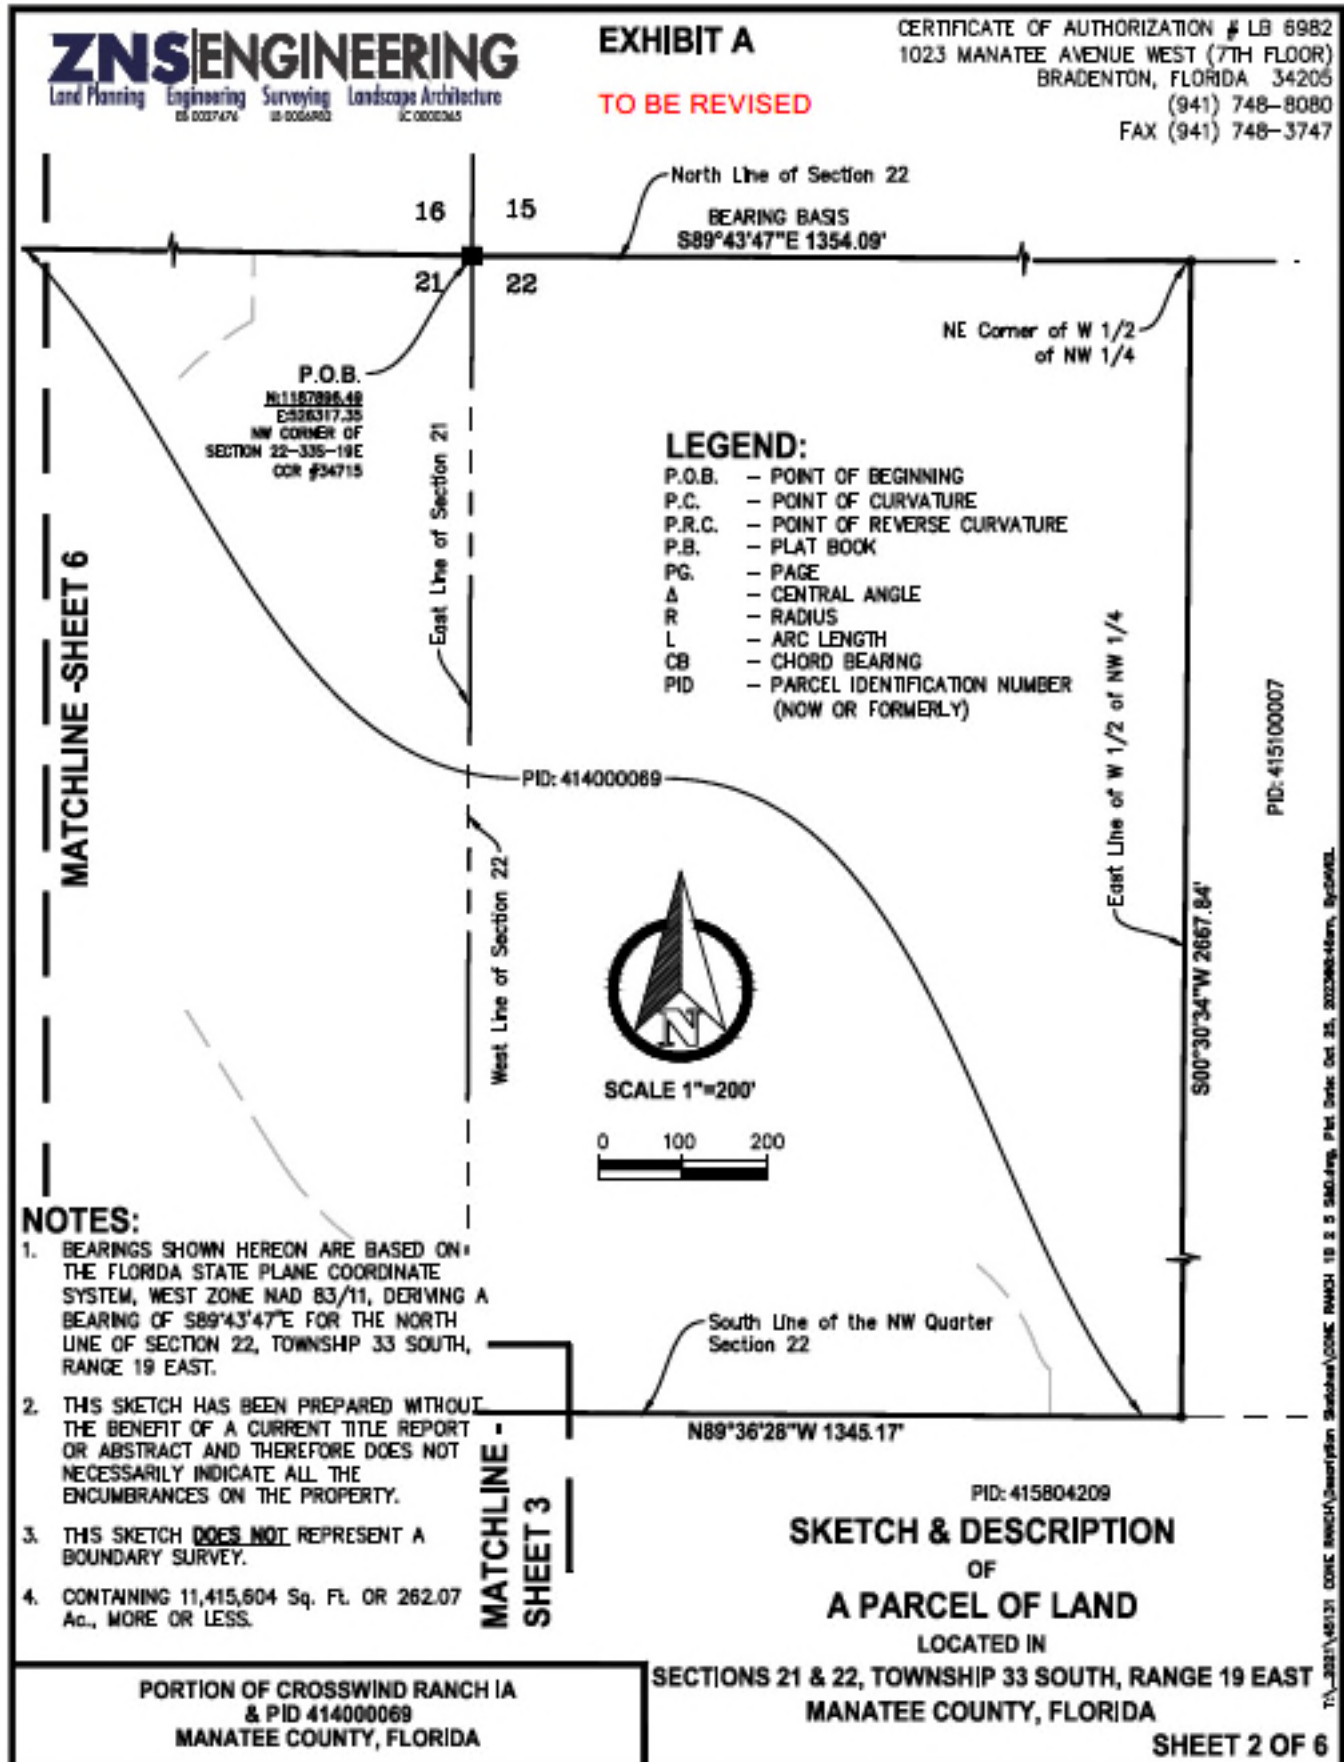 ZNS ENGINEERING
Land Planning Engineering Surveying Landscape Architecture
EB 0027476 LB 0006982 LC 0000365
EXHIBIT A
TO BE REVISED
CERTIFICATE OF AUTHORIZATION # LB 6982
1023 MANATEE AVENUE WEST (7TH FLOOR)
BRADENTON, FLORIDA 34205
(941) 748-8080
FAX (941) 748-3747
North Line of Section 22
16 15
BEARING BASIS
S89°43'47"E 1354.09'
21 22
NE Corner of W 1/2
of NW 1/4
P.O.B.
N:1187896.49
E:526317.35
NW CORNER OF
SECTION 22-33S-19E
CCR #34715
East Line of Section 21
LEGEND:
P.O.B. - POINT OF BEGINNING
P.C. - POINT OF CURVATURE
P.R.C. - POINT OF REVERSE CURVATURE
P.B. - PLAT BOOK
PG. - PAGE
Δ - CENTRAL ANGLE
R - RADIUS
L - ARC LENGTH
CB - CHORD BEARING
PID - PARCEL IDENTIFICATION NUMBER
(NOW OR FORMERLY)
MATCHLINE -SHEET 6
East Line of W 1/2 of NW 1/4
PID: 415100007
PID: 414000069
West Line of Section 22
S00°30'34"W 2667.84'
N
SCALE 1"=200'
0 100 200
NOTES:
1. BEARINGS SHOWN HEREON ARE BASED ON
THE FLORIDA STATE PLANE COORDINATE
SYSTEM, WEST ZONE NAD 83/11, DERIVING A
BEARING OF S89°43'47"E FOR THE NORTH
LINE OF SECTION 22, TOWNSHIP 33 SOUTH,
RANGE 19 EAST.
2. THIS SKETCH HAS BEEN PREPARED WITHOUT
THE BENEFIT OF A CURRENT TITLE REPORT
OR ABSTRACT AND THEREFORE DOES NOT
NECESSARILY INDICATE ALL THE
ENCUMBRANCES ON THE PROPERTY.
3. THIS SKETCH DOES NOT REPRESENT A
BOUNDARY SURVEY.
4. CONTAINING 11,415,604 Sq. Ft. OR 262.07
Ac., MORE OR LESS.
South Line of the NW Quarter
Section 22
N89°36'28"W 1345.17'
MATCHLINE -
SHEET 3
PID: 415804209
SKETCH & DESCRIPTION
OF
A PARCEL OF LAND
LOCATED IN
SECTIONS 21 & 22, TOWNSHIP 33 SOUTH, RANGE 19 EAST
MANATEE COUNTY, FLORIDA
SHEET 2 OF 6
PORTION OF CROSSWIND RANCH IA
& PID 414000069
MANATEE COUNTY, FLORIDA